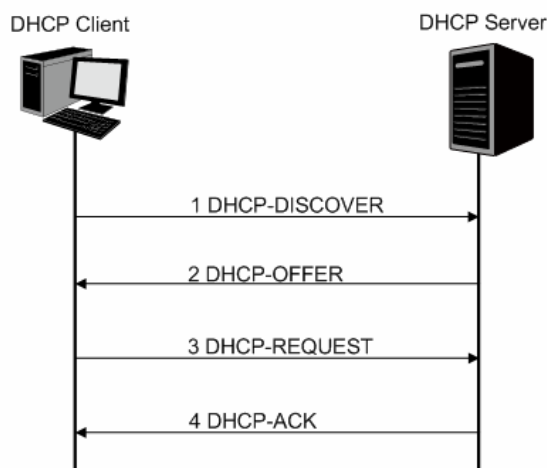 DHCP Client
DHCP Server
1 DHCP-DISCOVER
2 DHCP-OFFER
3 DHCP-REQUEST
4 DHCP-ACK